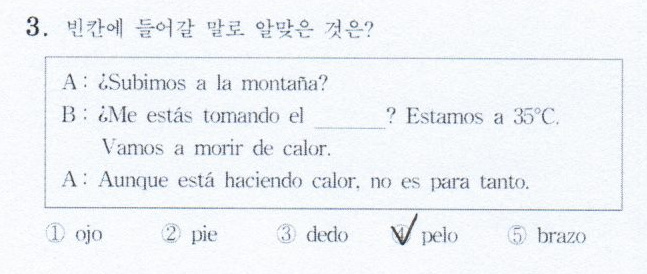 3. 빈칸에 들어갈 말로 알맞은 것은?
A : ¿Subimos a la montaña?
B : ¿Me estás tomando el ______? Estamos a 35°C.
Vamos a morir de calor.
A : Aunque está haciendo calor, no es para tanto.
① ojo ② pie ③ dedo ④ pelo ⑤ brazo